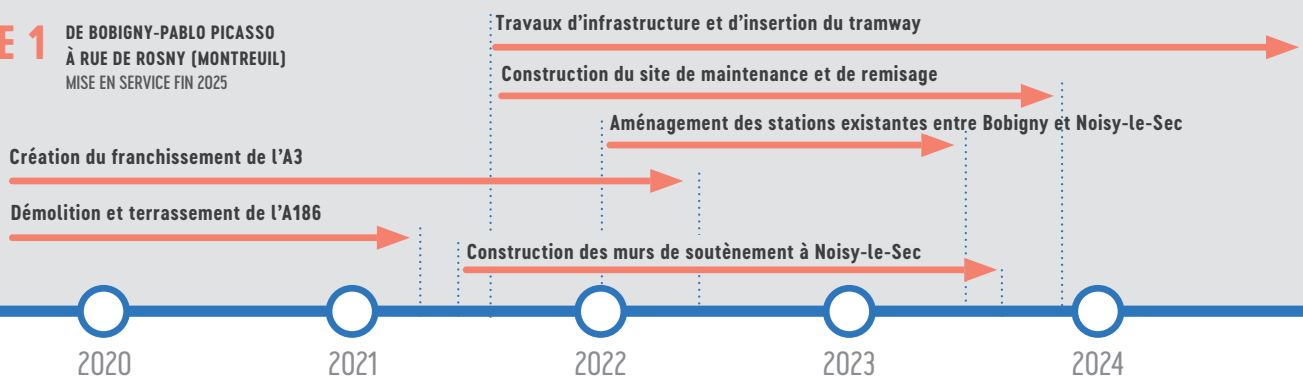 E 1
DE BOBIGNY-PABLO PICASSO
À RUE DE ROSNY (MONTREUIL)
MISE EN SERVICE FIN 2025
Travaux d'infrastructure et d'insertion du tramway
Construction du site de maintenance et de remisage
Aménagement des stations existantes entre Bobigny et Noisy-le-Sec
Création du franchissement de l'A3
Démolition et terrassement de l'A186
Construction des murs de soutènement à Noisy-le-Sec
2020
2021
2022
2023
2024